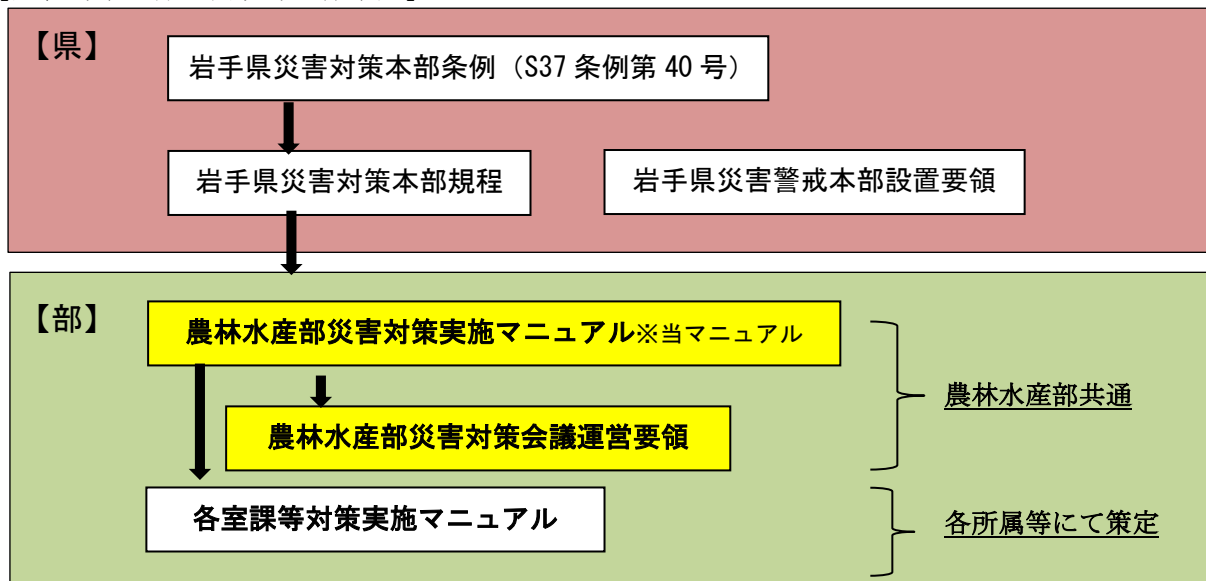 【県】
岩手県災害対策本部条例（S37 条例第 40 号）
岩手県災害対策本部規程
岩手県災害警戒本部設置要領
【部】
農林水産部災害対策実施マニュアル※当マニュアル
農林水産部共通
農林水産部災害対策会議運営要領
各室課等対策実施マニュアル
各所属等にて策定